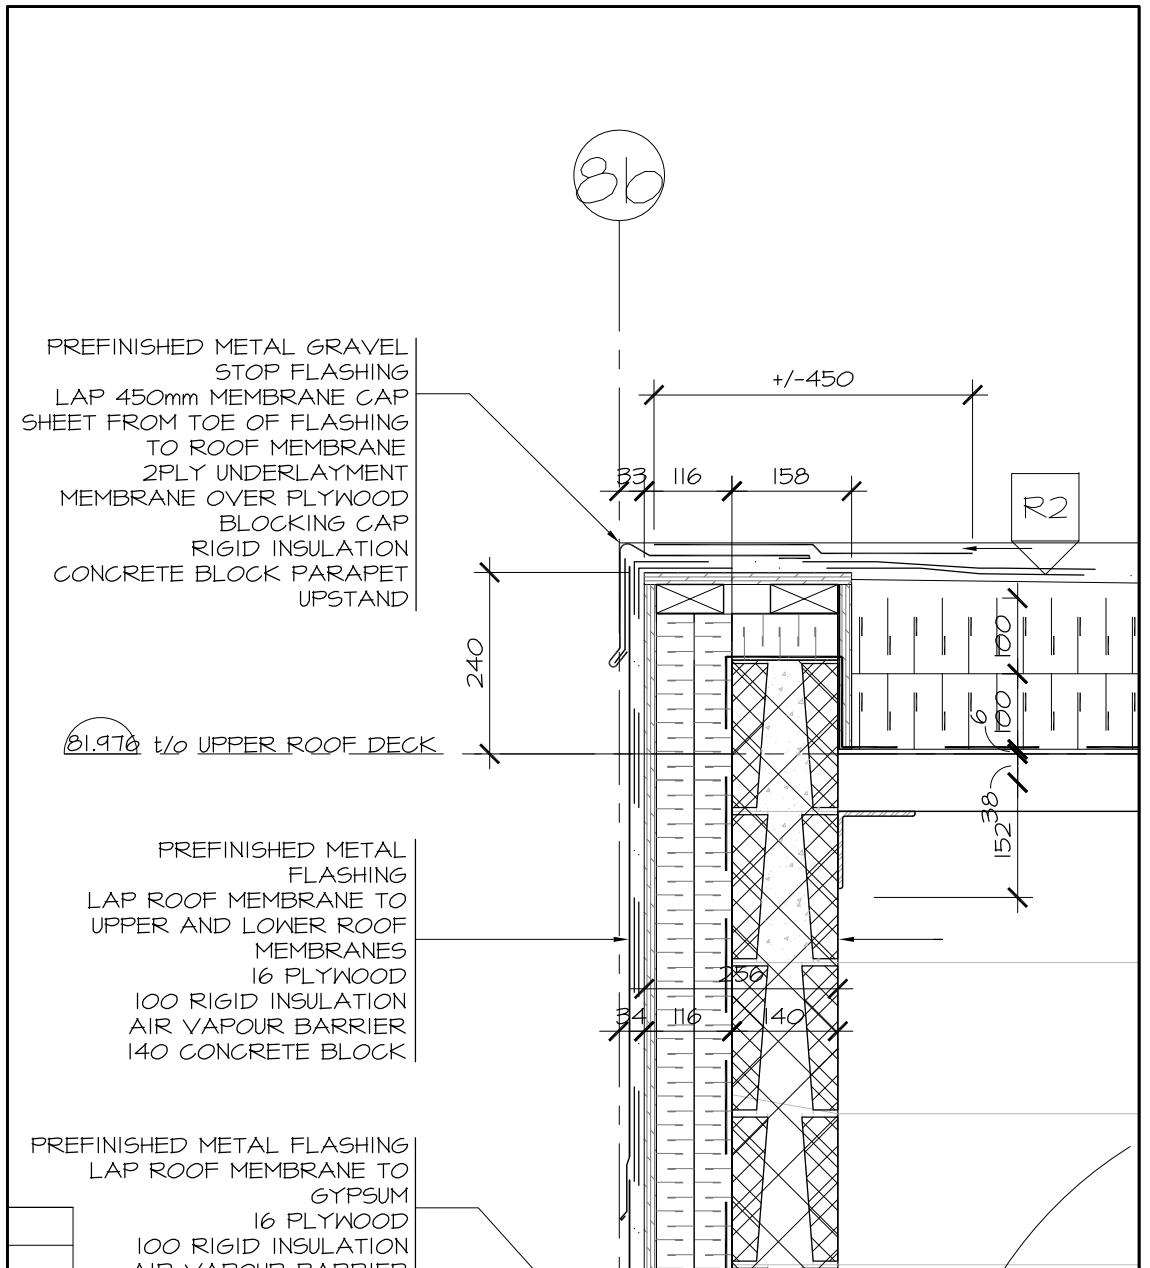 8b
PREFINISHED METAL GRAVEL
STOP FLASHING
LAP 450mm MEMBRANE CAP
SHEET FROM TOE OF FLASHING
TO ROOF MEMBRANE
2PLY UNDERLAYMENT
MEMBRANE OVER PLYWOOD
BLOCKING CAP
RIGID INSULATION
CONCRETE BLOCK PARAPET
UPSTAND
+/-450
33 116 158
R2
240
100
100
6
38
152
81.976 t/o UPPER ROOF DECK
PREFINISHED METAL
FLASHING
LAP ROOF MEMBRANE TO
UPPER AND LOWER ROOF
MEMBRANES
16 PLYWOOD
100 RIGID INSULATION
AIR VAPOUR BARRIER
140 CONCRETE BLOCK
256
34 116 140
PREFINISHED METAL FLASHING
LAP ROOF MEMBRANE TO
GYPSUM
16 PLYWOOD
100 RIGID INSULATION
AIR VAPOUR BARRIER